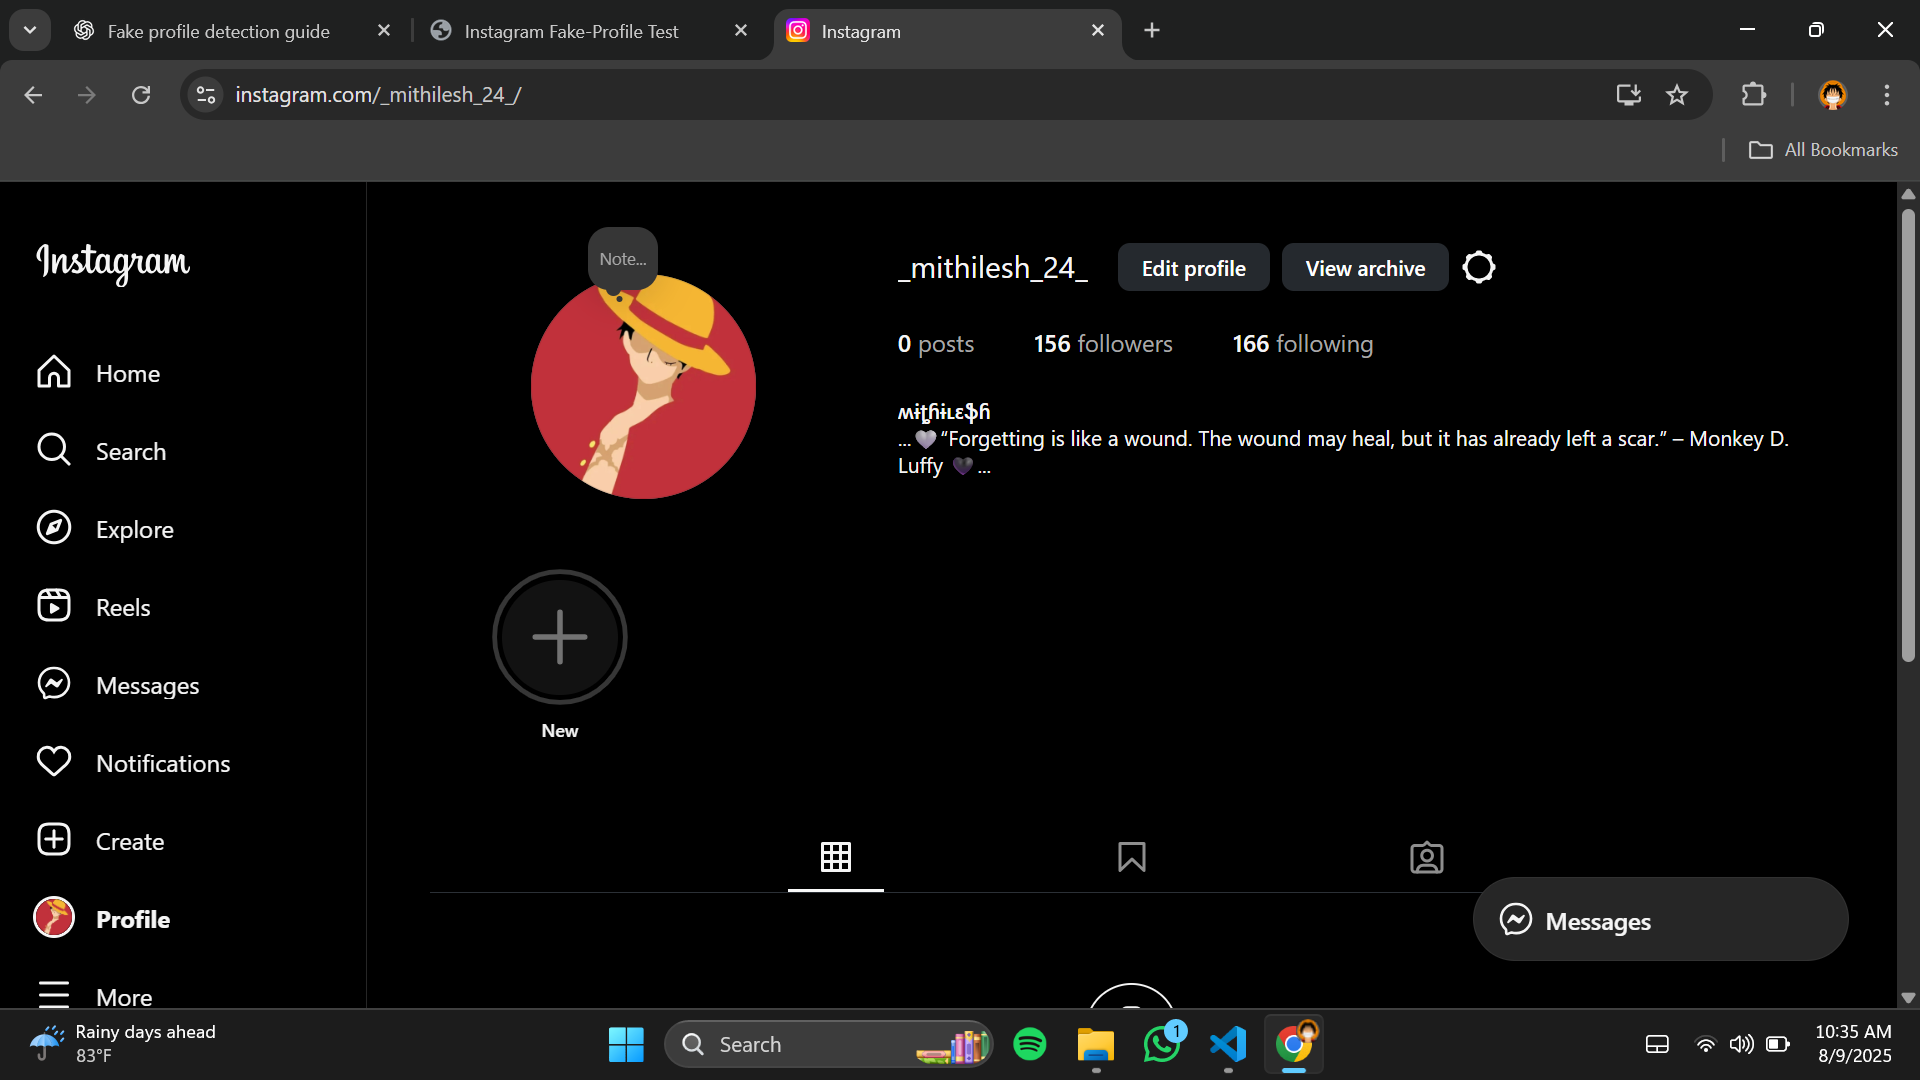 Fake profile detection guide
Instagram Fake-Profile Test
Instagram
instagram.com/_mithilesh_24_/
All Bookmarks
Instagram
Note...
_mithilesh_24_
Edit profile
View archive
0 posts
156 followers
166 following
ʍɨƫɦɨʟɛֆɦ
...🤍“Forgetting is like a wound. The wound may heal, but it has already left a scar.” – Monkey D.
Luffy 🖤...
Home
Search
Explore
Reels
Messages
Notifications
Create
Profile
More
New
Messages
Rainy days ahead
83°F
Search
1
10:35 AM
8/9/2025